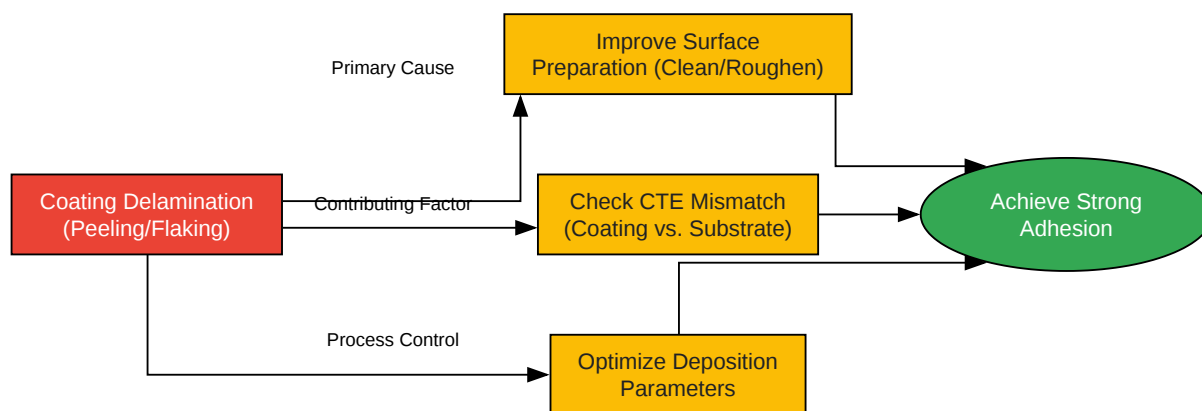 Improve Surface
Preparation (Clean/Roughen)
Primary Cause
Coating Delamination
(Peeling/Flaking)
Contributing Factor
Check CTE Mismatch
(Coating vs. Substrate)
Achieve Strong
Adhesion
Process Control
Optimize Deposition
Parameters